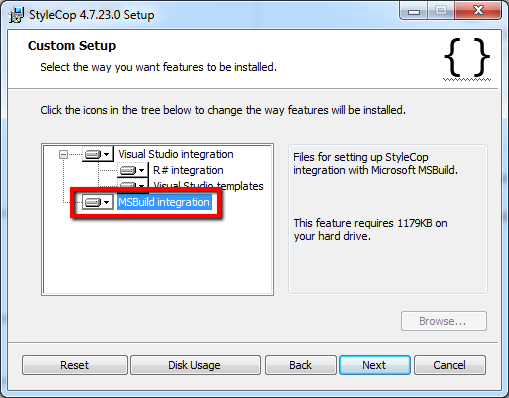 StyleCop 4.7.23.0 Setup
Custom Setup
Select the way you want features to be installed.
{ }
Click the icons in the tree below to change the way features will be installed.
Visual Studio integration
R# integration
Visual Studio templates
MSBuild integration
Files for setting up StyleCop
integration with Microsoft MSBuild.
This feature requires 1179KB on
your hard drive.
Browse...
Reset
Disk Usage
Back
Next
Cancel